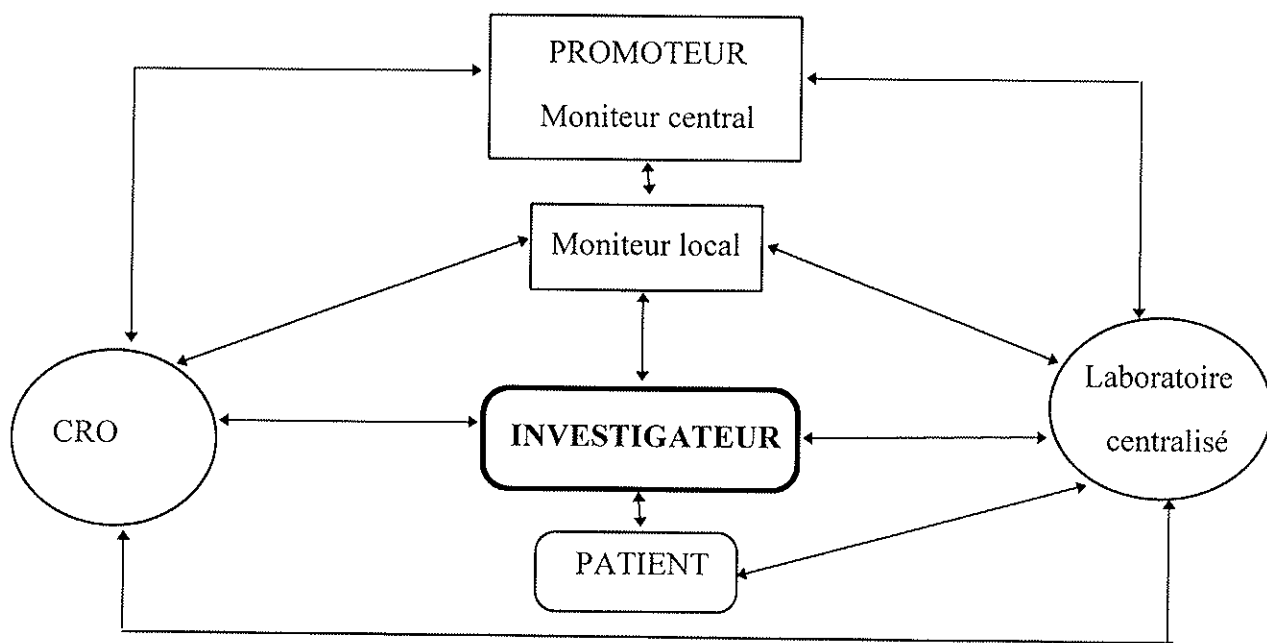 PROMOTEUR
Moniteur central
Moniteur local
CRO
INVESTIGATEUR
Laboratoire
centralisé
PATIENT